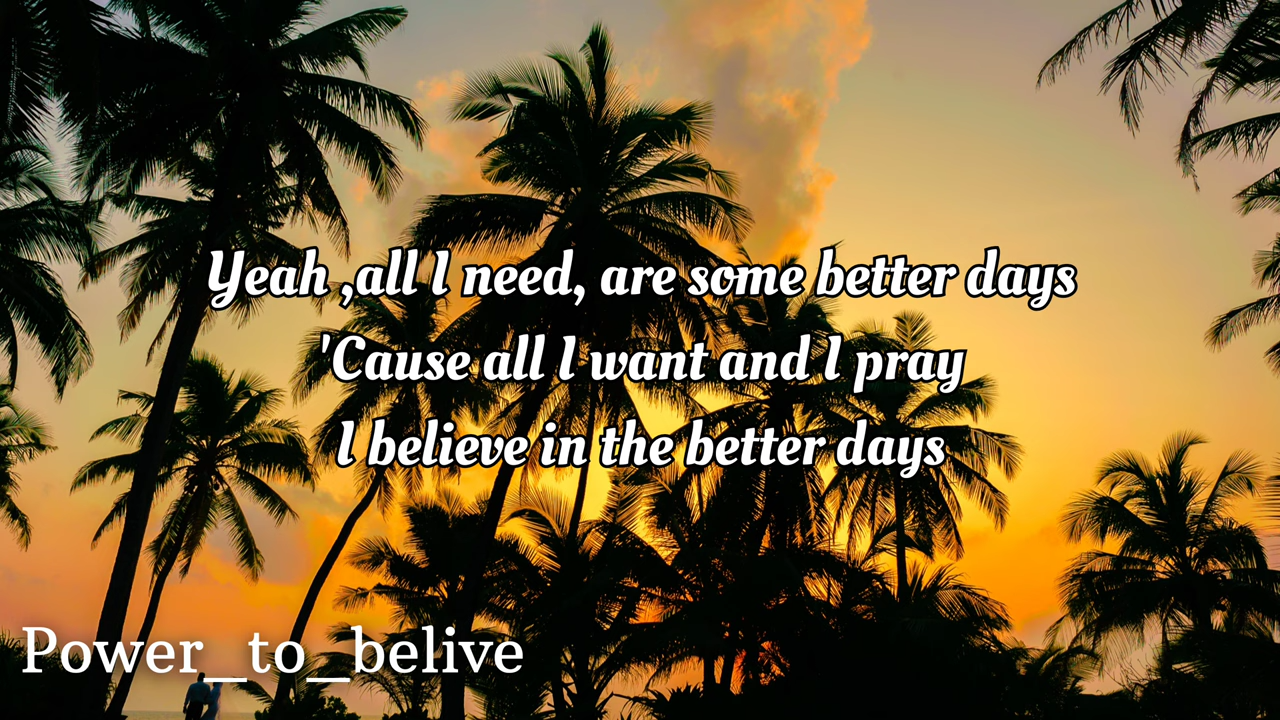 Yeah ,all I need, are some better days
'Cause all I want and I pray
I believe in the better days
Power_to_belive